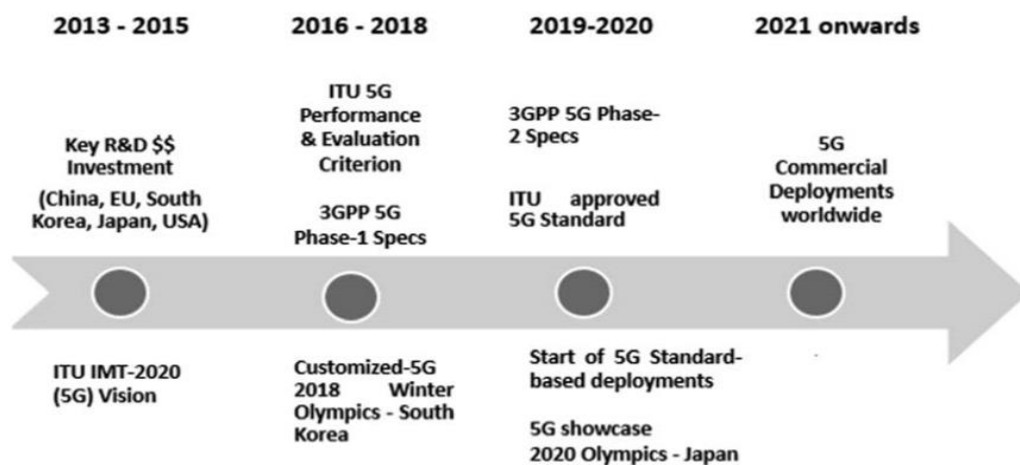 2013 - 2015
2016 - 2018
2019-2020
2021 onwards
Key R&D $$
Investment
(China, EU, South
Korea, Japan, USA)
ITU 5G
Performance
& Evaluation
Criterion
3GPP 5G
Phase-1 Specs
3GPP 5G Phase-
2 Specs
ITU approved
5G Standard
5G
Commercial
Deployments
worldwide
ITU IMT-2020
(5G) Vision
Customized-5G
2018 Winter
Olympics - South
Korea
Start of 5G Standard-
based deployments
5G showcase
2020 Olympics - Japan